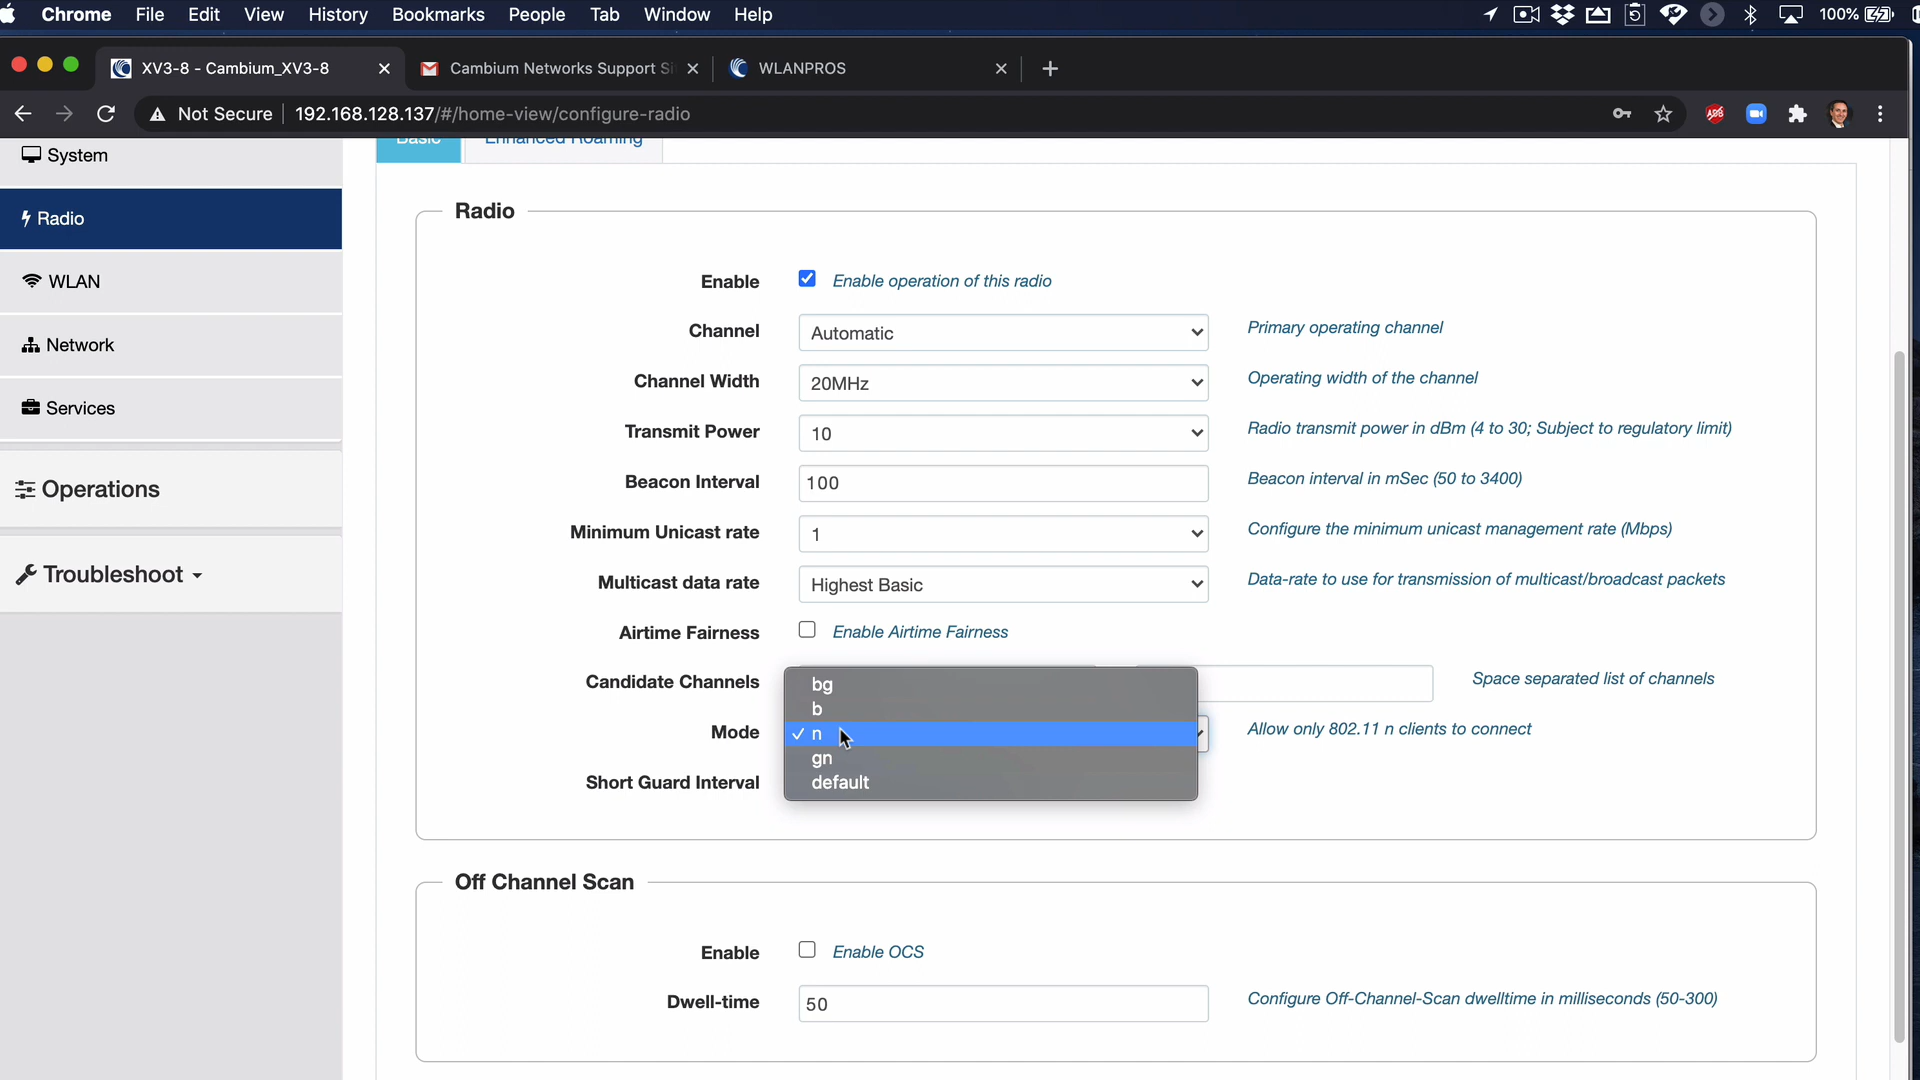 Chrome File Edit View History Bookmarks People Tab Window Help 100%
XV3-8 - Cambium_XV3-8 Cambium Networks Support Si WLANPROS
Not Secure 192.168.128.137/#/home-view/configure-radio
Basic Enhanced Roaming
System
Radio
WLAN
Network
Services
Operations
Troubleshoot
Radio
Enable Enable operation of this radio
Channel Automatic Primary operating channel
Channel Width 20MHz Operating width of the channel
Transmit Power 10 Radio transmit power in dBm (4 to 30; Subject to regulatory limit)
Beacon Interval 100 Beacon interval in mSec (50 to 3400)
Minimum Unicast rate 1 Configure the minimum unicast management rate (Mbps)
Multicast data rate Highest Basic Data-rate to use for transmission of multicast/broadcast packets
Airtime Fairness Enable Airtime Fairness
Candidate Channels Space separated list of channels
bg
b
Mode n Allow only 802.11 n clients to connect
gn
Short Guard Interval default
Off Channel Scan
Enable Enable OCS
Dwell-time 50 Configure Off-Channel-Scan dwelltime in milliseconds (50-300)